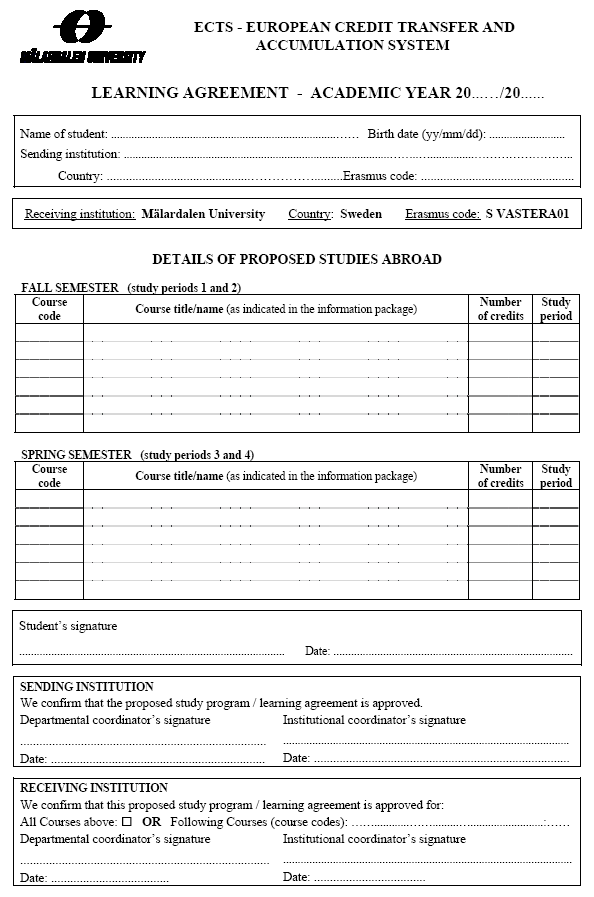 MÄLARDALEN UNIVERSITY
ECTS - EUROPEAN CREDIT TRANSFER AND
ACCUMULATION SYSTEM
LEARNING AGREEMENT - ACADEMIC YEAR 20....../20......
Name of student: .................................................................. Birth date (yy/mm/dd): ..........................
Sending institution: ..............................................................................................................................
Country: .................................................................. Erasmus code: ..................................................
Receiving institution: Mälardalen University Country: Sweden Erasmus code: S VASTERA01
DETAILS OF PROPOSED STUDIES ABROAD
FALL SEMESTER (study periods 1 and 2)
Course code Course title/name (as indicated in the information package) Number of credits Study period
SPRING SEMESTER (study periods 3 and 4)
Course code Course title/name (as indicated in the information package) Number of credits Study period
Student's signature
.......................................................................... Date: ..................................................................
SENDING INSTITUTION
We confirm that the proposed study program / learning agreement is approved.
Departmental coordinator's signature Institutional coordinator's signature
.......................................................................... ..........................................................................
Date: .................................................................. Date: ..................................................................
RECEIVING INSTITUTION
We confirm that this proposed study program / learning agreement is approved for:
All Courses above: ☐ OR Following Courses (course codes): ..................................................:......
Departmental coordinator's signature Institutional coordinator's signature
.......................................................................... ..........................................................................
Date: .................................... Date: ....................................